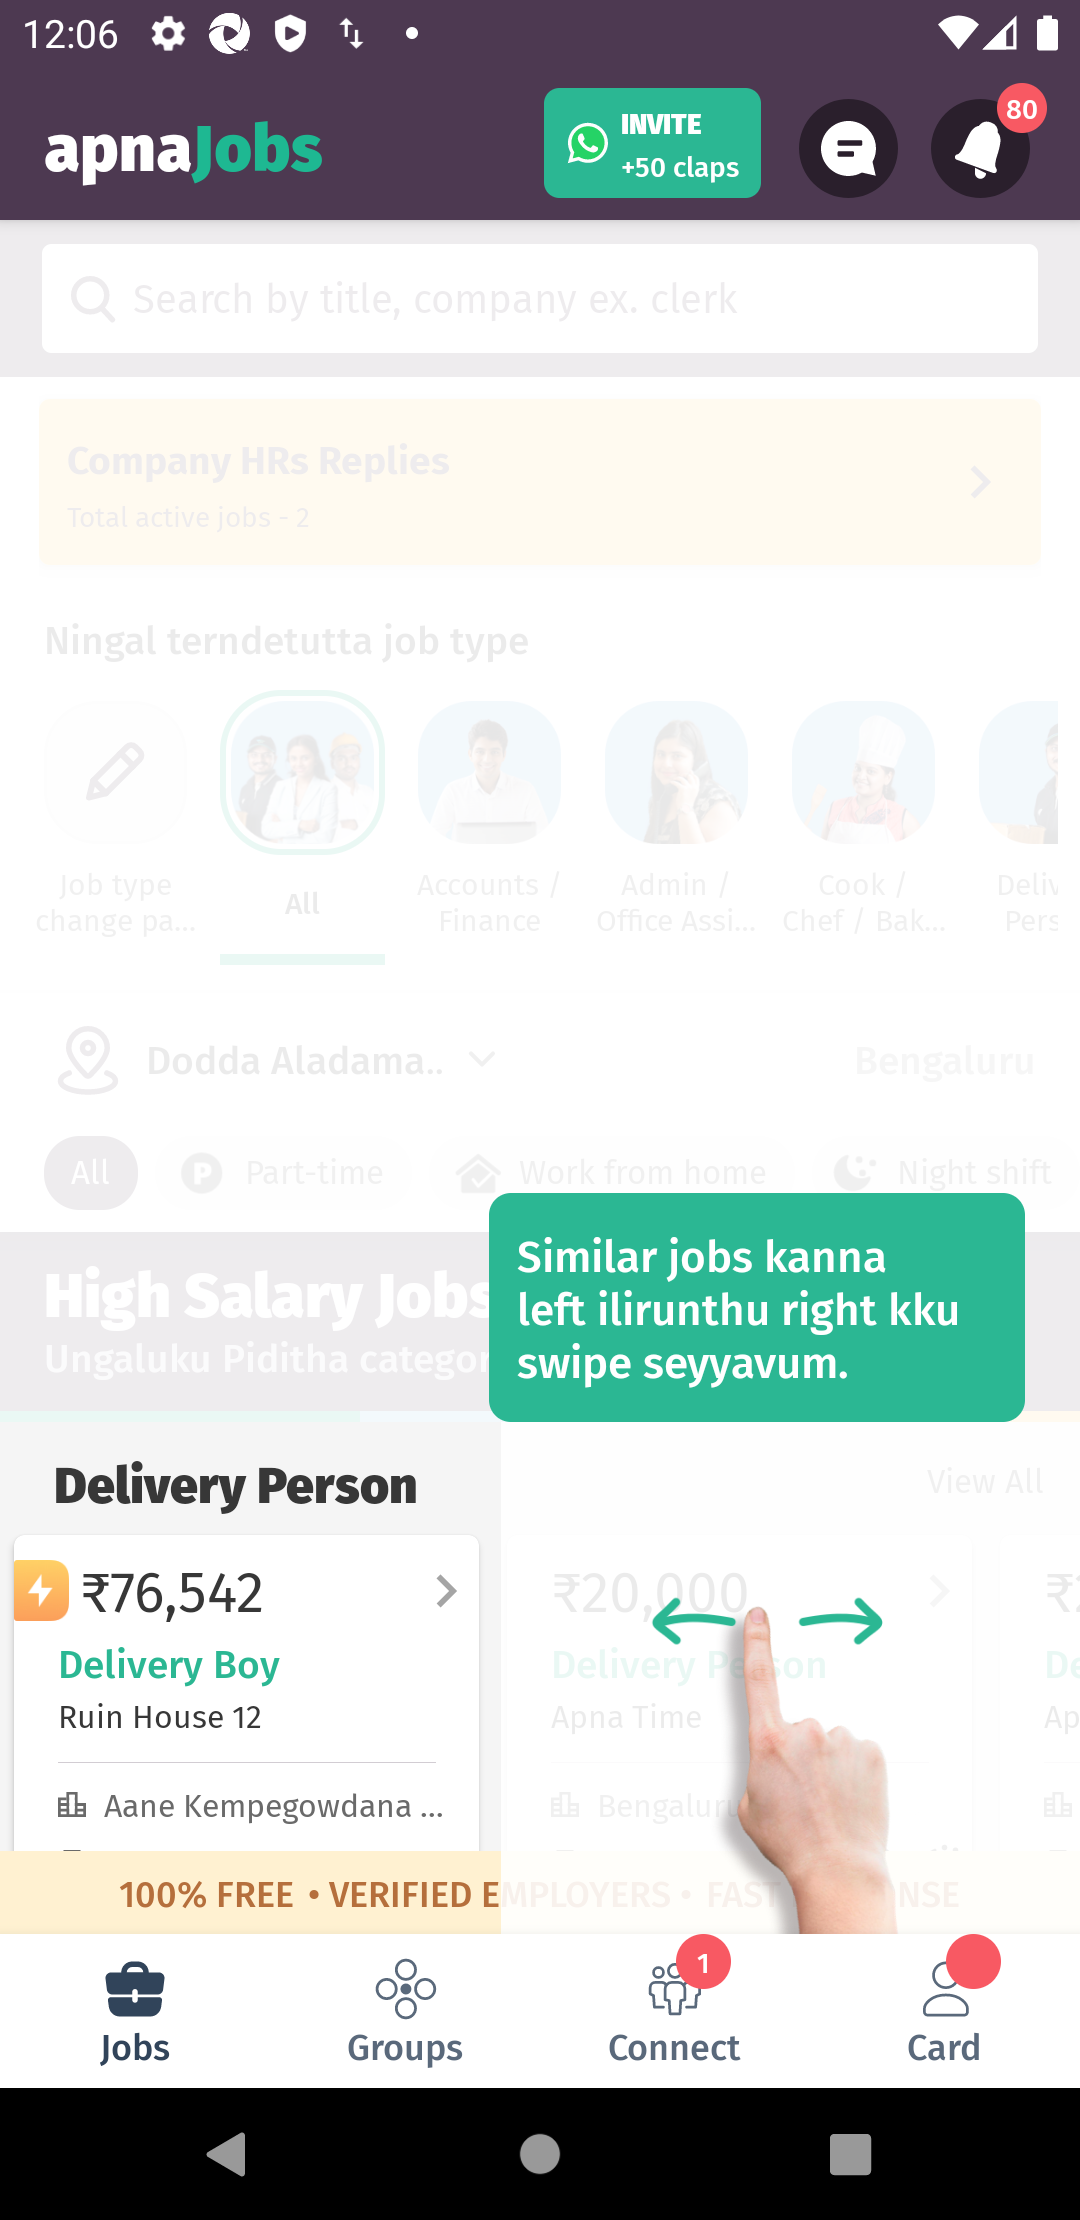 12:06
apnaJobs
INVITE
+50 claps
80
Search by title, company ex. clerk
Company HRs Replies
Total active jobs - 2
Ningal terndetutta job type
Job type
change pa...
All
Accounts /
Finance
Admin /
Office Assi...
Cook /
Chef / Bak...
Deliv
Pers
Dodda Aladama..
Bengaluru
All
Part-time
Work from home
Night shift
High Salary Jobs
Ungaluku Piditha categor
Similar jobs kanna
left ilirunthu right kku
swipe seyyavum.
Delivery Person
View All
₹76,542
Delivery Boy
Ruin House 12
Aane Kempegowdana ...
₹20,000
Delivery Person
Apna Time
Bengaluru
₹2
De
Ap
100% FREE • VERIFIED EMPLOYERS • FAST NSE
Jobs
Groups
1
Connect
Card